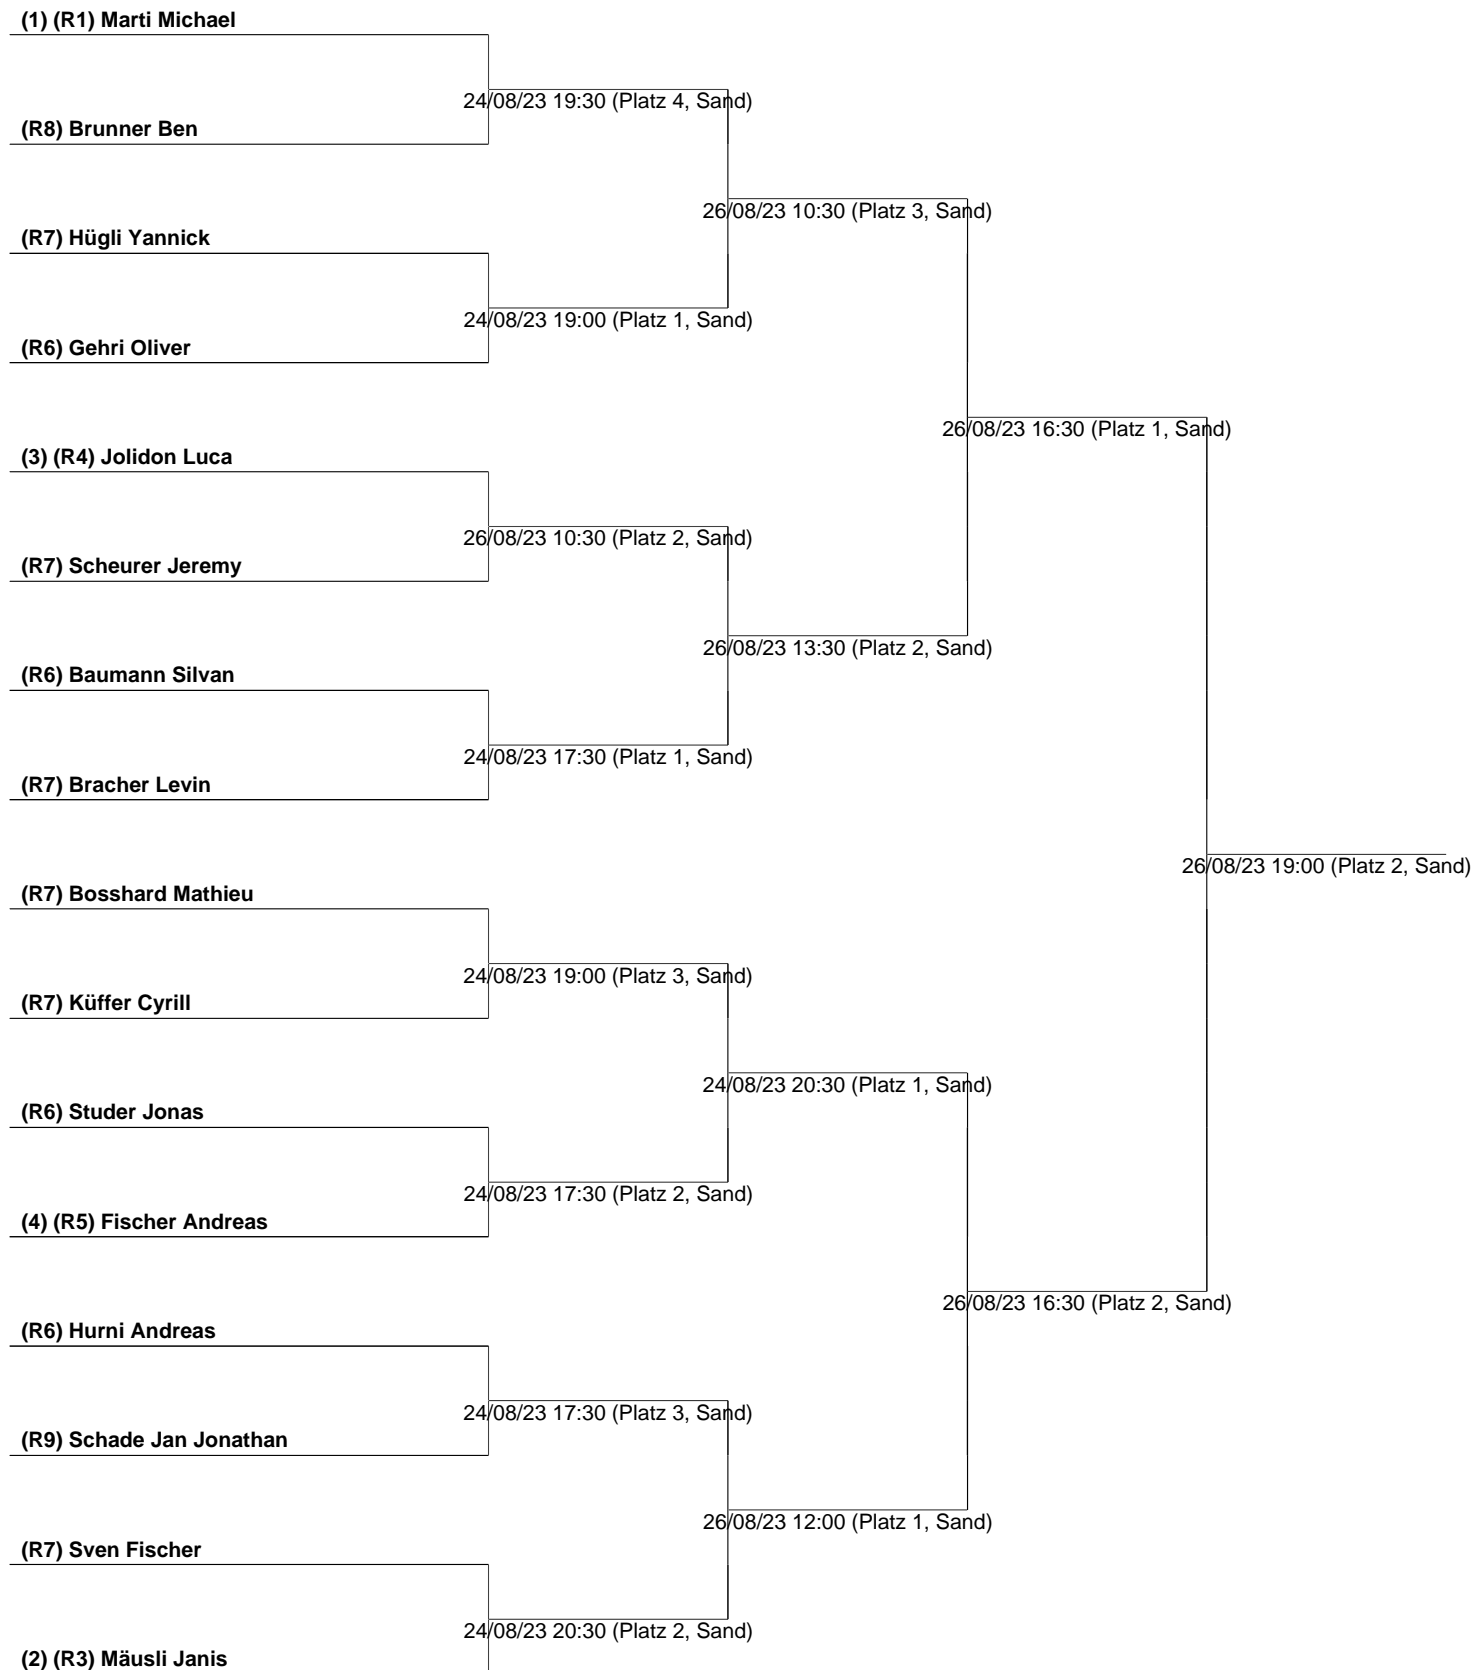 (1) (R1) Marti Michael
24/08/23 19:30 (Platz 4, Sand)
(R8) Brunner Ben
26/08/23 10:30 (Platz 3, Sand)
(R7) Hügli Yannick
24/08/23 19:00 (Platz 1, Sand)
(R6) Gehri Oliver
26/08/23 16:30 (Platz 1, Sand)
(3) (R4) Jolidon Luca
26/08/23 10:30 (Platz 2, Sand)
(R7) Scheurer Jeremy
26/08/23 13:30 (Platz 2, Sand)
(R6) Baumann Silvan
24/08/23 17:30 (Platz 1, Sand)
(R7) Bracher Levin
26/08/23 19:00 (Platz 2, Sand)
(R7) Bosshard Mathieu
24/08/23 19:00 (Platz 3, Sand)
(R7) Küffer Cyrill
24/08/23 20:30 (Platz 1, Sand)
(R6) Studer Jonas
24/08/23 17:30 (Platz 2, Sand)
(4) (R5) Fischer Andreas
26/08/23 16:30 (Platz 2, Sand)
(R6) Hurni Andreas
24/08/23 17:30 (Platz 3, Sand)
(R9) Schade Jan Jonathan
26/08/23 12:00 (Platz 1, Sand)
(R7) Sven Fischer
24/08/23 20:30 (Platz 2, Sand)
(2) (R3) Mäusli Janis